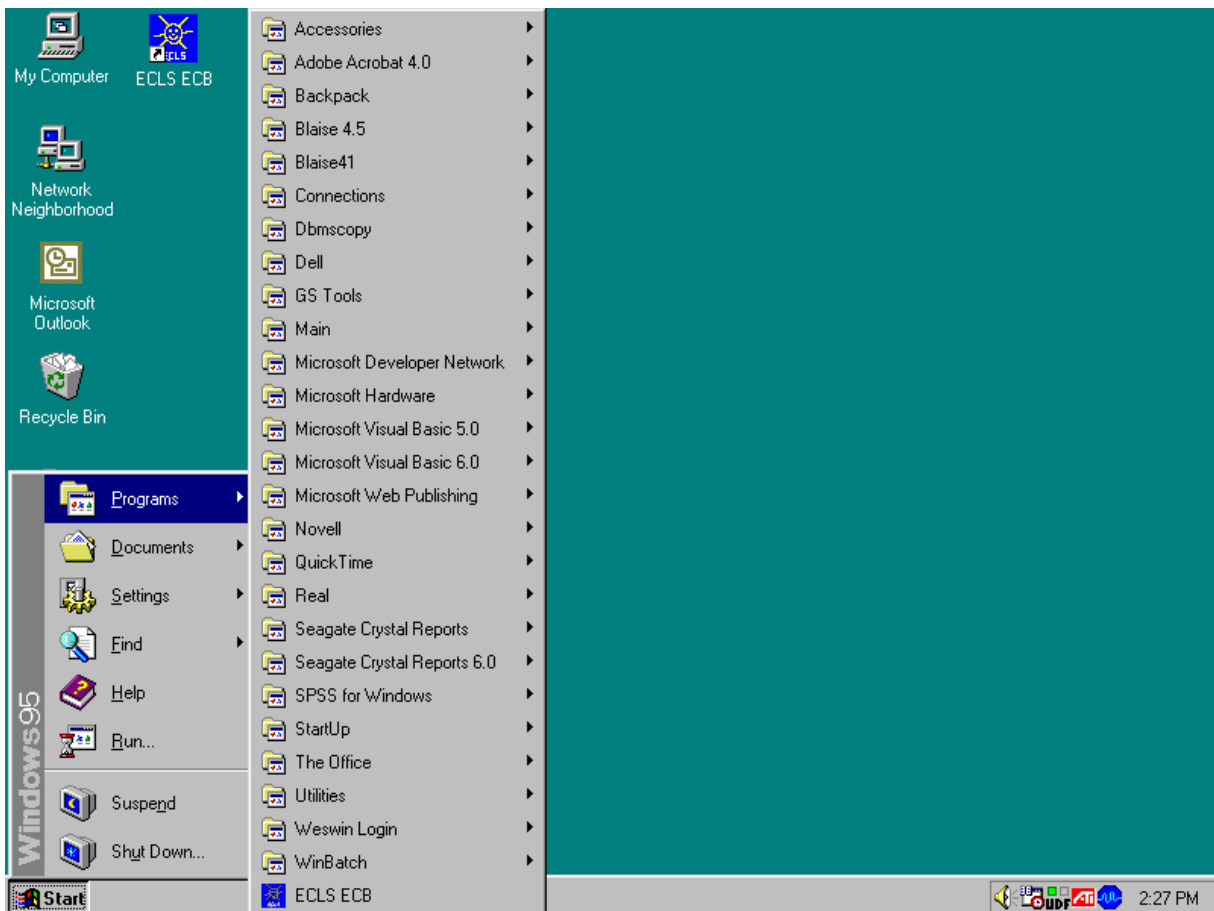 My Computer
ECLS
ECLS ECB
Network
Neighborhood
Microsoft
Outlook
Recycle Bin
Accessories
Adobe Acrobat 4.0
Backpack
Blaise 4.5
Blaise41
Connections
Dbmscopy
Dell
GS Tools
Main
Microsoft Developer Network
Microsoft Hardware
Microsoft Visual Basic 5.0
Microsoft Visual Basic 6.0
Microsoft Web Publishing
Novell
QuickTime
Real
Seagate Crystal Reports
Seagate Crystal Reports 6.0
SPSS for Windows
StartUp
The Office
Utilities
Weswin Login
WinBatch
ECLS ECB
Windows95
Programs
Documents
Settings
Find
Help
Run...
Suspend
Shut Down...
Start
UDF
ATI
2:27 PM